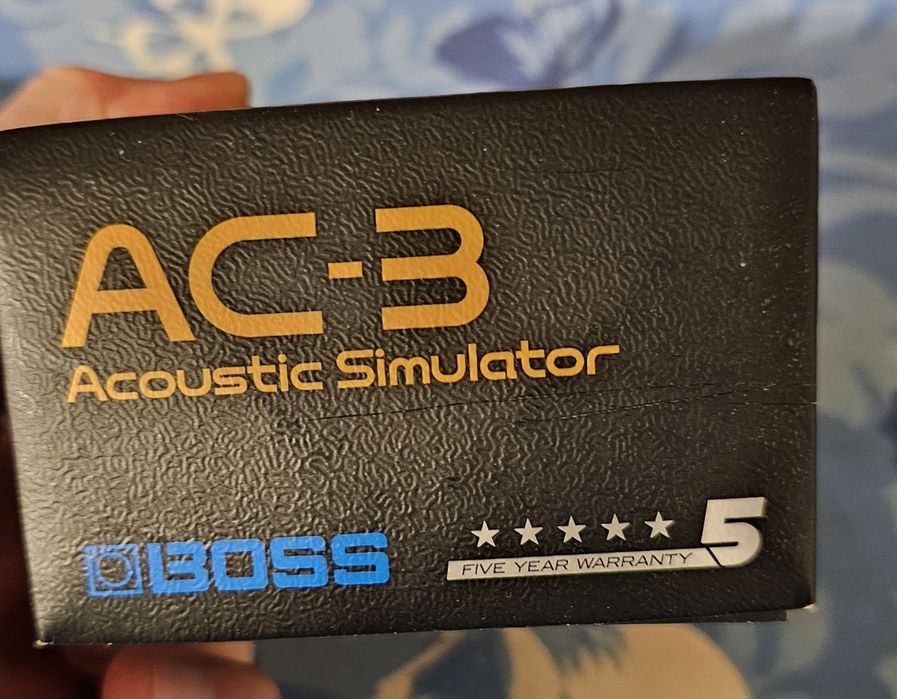 AC-3
Acoustic Simulator
BOSS
5
FIVE YEAR WARRANTY